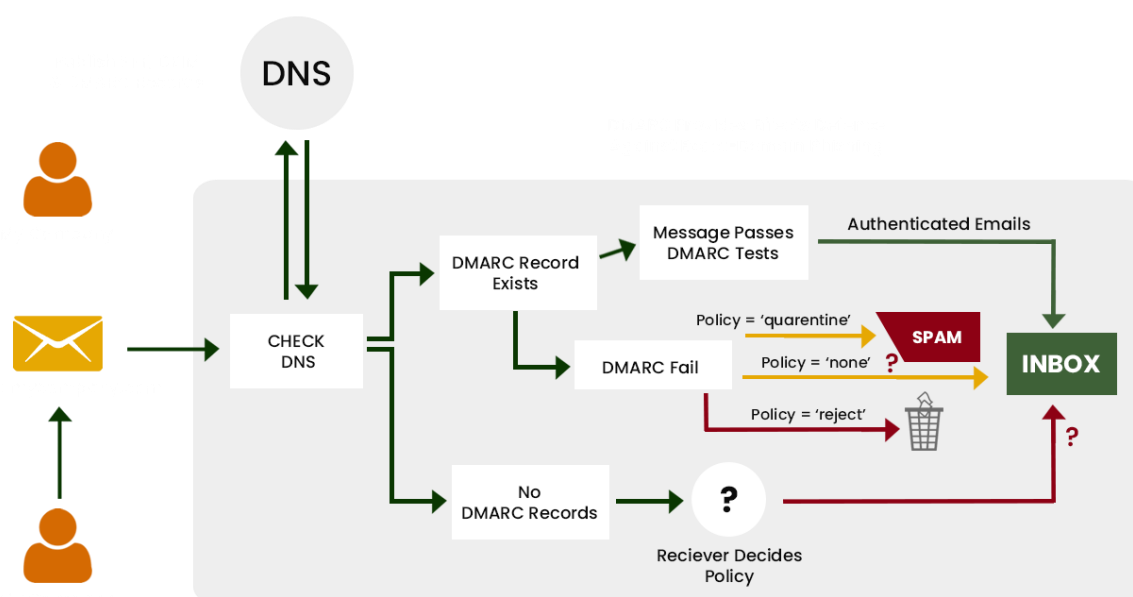 DNS
CHECK
DNS
DMARC Record
Exists
Message Passes
DMARC Tests
Authenticated Emails
Policy = ‘quarentine’
SPAM
DMARC Fail
Policy = ‘none’
?
INBOX
Policy = ‘reject’
No
DMARC Records
?
Reciever Decides
Policy
?